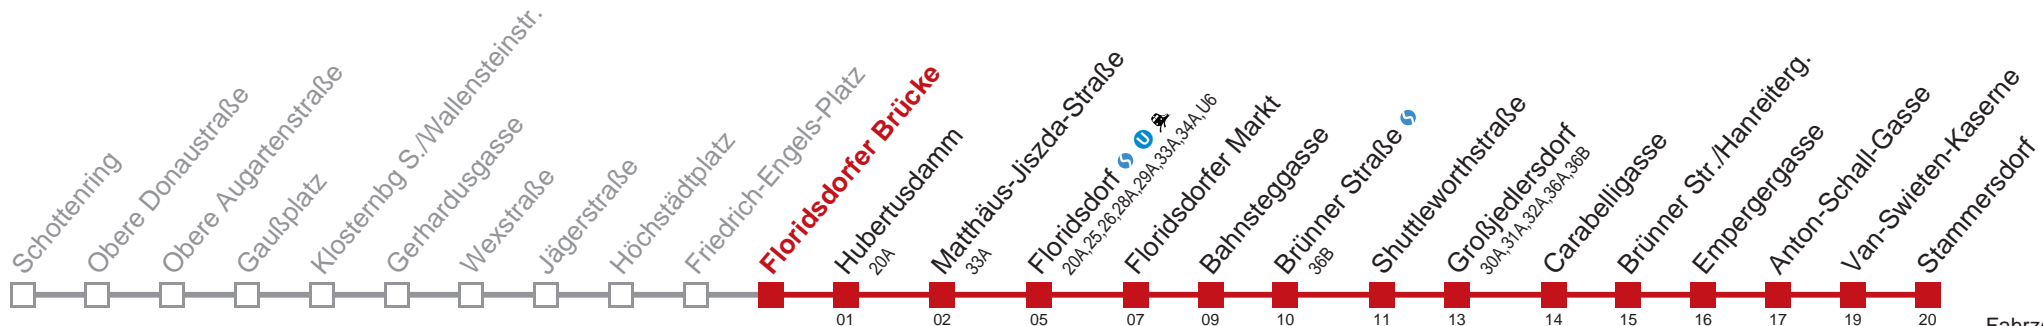 Schottenring
Obere Donaustraße
Obere Augartenstraße
Gaußplatz
Klosternbg S./Wallensteinstr.
Gerhardusgasse
Wexstraße
Jägerstraße
Höchstädtplatz
Friedrich-Engels-Platz
Floridsdorfer Brücke
Hubertusdamm
20A
Matthäus-Jiszda-Straße
33A
Floridsdorf S U
20A,25,26,28A,29A,33A,34A,U6
Floridsdorfer Markt
Bahnsteggasse
Brünner Straße S
36B
Shuttleworthstraße
Großjedlersdorf
30A,31A,32A,36A,36B
Carabelligasse
Brünner Str./Hanreiterg.
Empergergasse
Anton-Schall-Gasse
Van-Swieten-Kaserne
Stammersdorf
01 02 05 07 09 10 11 13 14 15 16 17 19 20